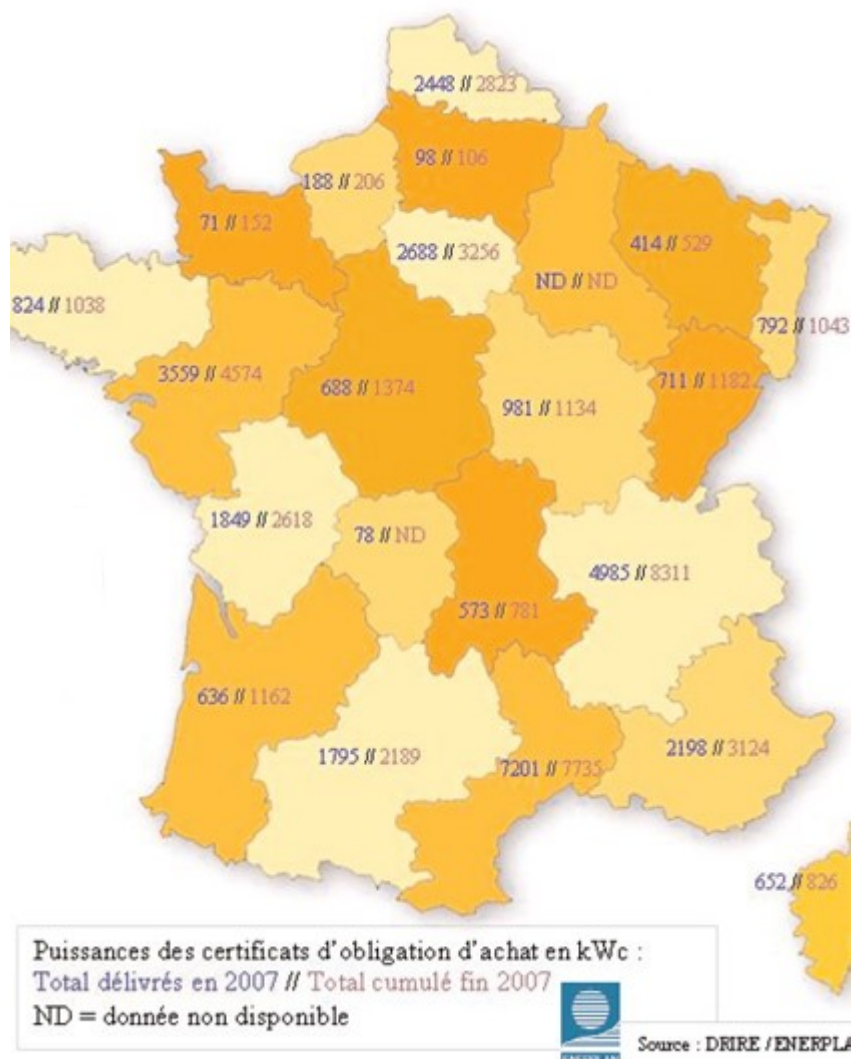 2448 // 2823
98 // 106
188 // 206
71 // 152
414 // 529
2688 // 3256
ND // ND
824 // 1038
792 // 1043
3559 // 4574
688 // 1374
711 // 1182
981 // 1134
1849 // 2618
78 // ND
4985 // 8311
573 // 781
636 // 1162
1795 // 2189
7201 // 7735
2198 // 3124
652 // 826
Puissances des certificats d'obligation d'achat en kWc :
Total délivrés en 2007 // Total cumulé fin 2007
ND = donnée non disponible
Source : DRIRE / ENERPLA